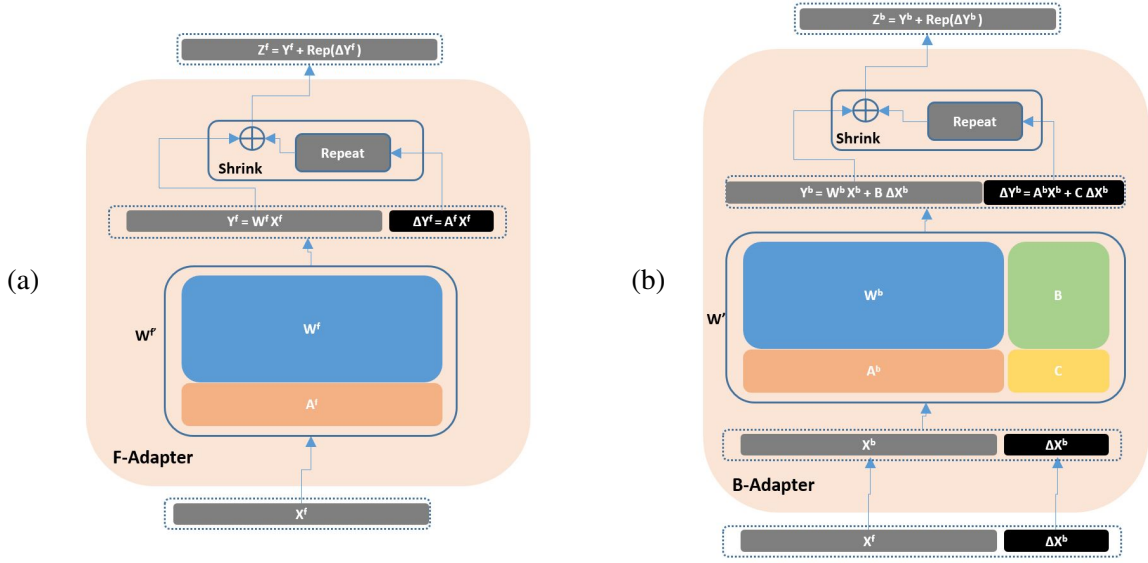 (a)
Zᶠ = Yᶠ + Rep(ΔYᶠ)
Repeat
Shrink
Yᶠ = Wᶠ Xᶠ
ΔYᶠ = Aᶠ Xᶠ
Wᶠ
Wᶠ'
Aᶠ
F-Adapter
Xᶠ
(b)
Zᵇ = Yᵇ + Rep(ΔYᵇ)
Repeat
Shrink
Yᵇ = Wᵇ Xᵇ + B ΔXᵇ
ΔYᵇ = AᵇXᵇ + C ΔXᵇ
Wᵇ
B
W'
Aᵇ
C
Xᵇ
ΔXᵇ
B-Adapter
Xᶠ
ΔXᵇ